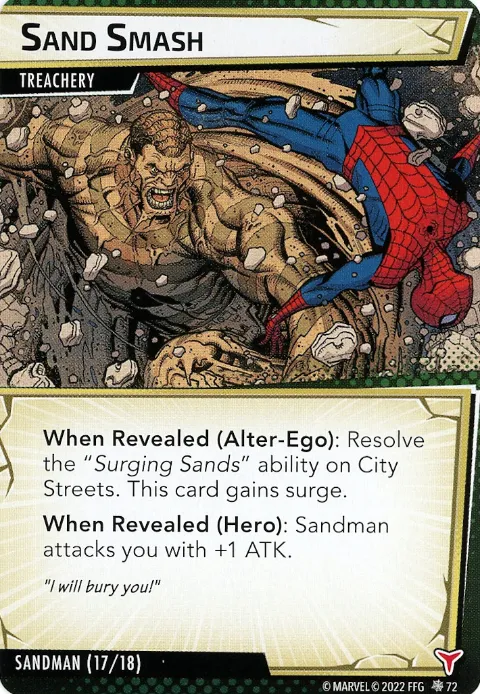 SAND SMASH
TREACHERY
When Revealed (Alter-Ego): Resolve
the “Surging Sands” ability on City
Streets. This card gains surge.
When Revealed (Hero): Sandman
attacks you with +1 ATK.
"I will bury you!"
SANDMAN (17/18)
© MARVEL © 2022 FFG 72